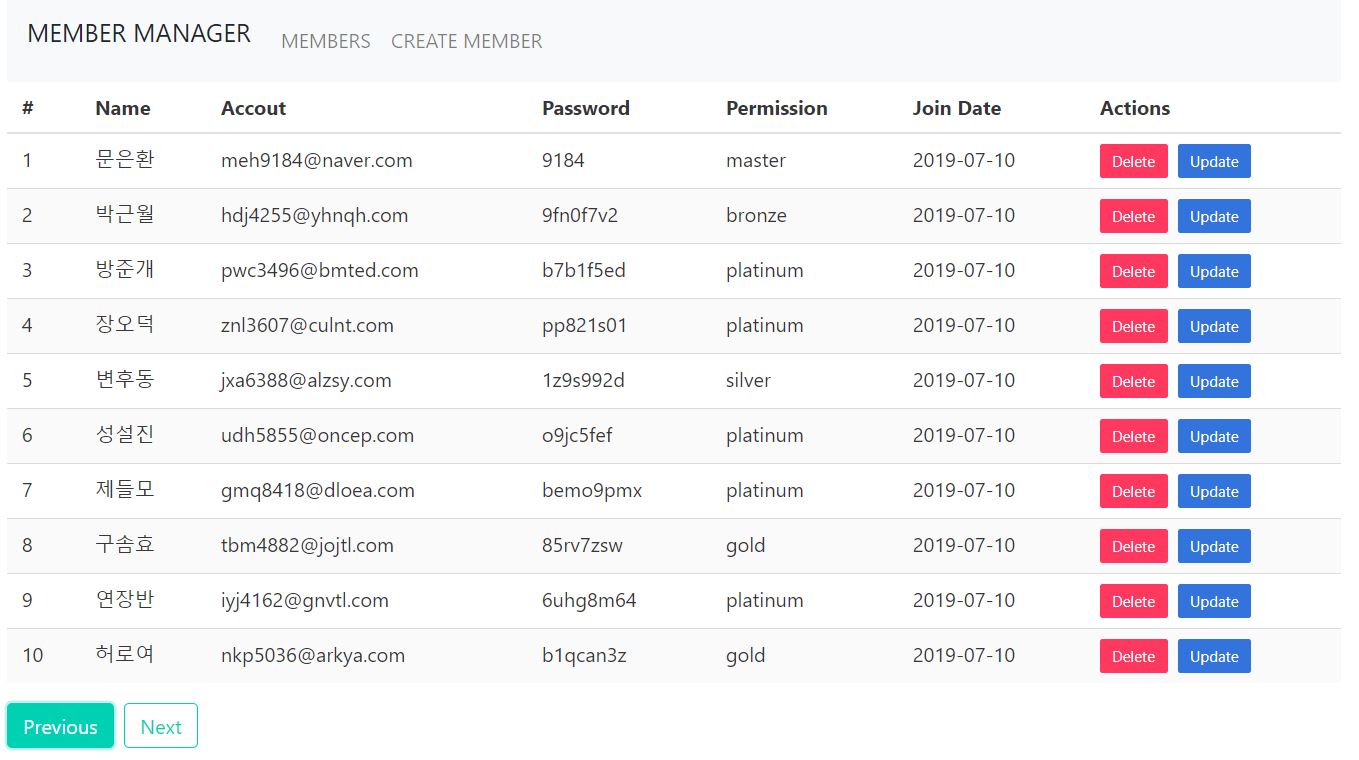 MEMBER MANAGER MEMBERS CREATE MEMBER
# Name Accout Password Permission Join Date Actions
1 문은환 meh9184@naver.com 9184 master 2019-07-10 Delete Update
2 박근월 hdj4255@yhnqh.com 9fn0f7v2 bronze 2019-07-10 Delete Update
3 방준개 pwc3496@bmted.com b7b1f5ed platinum 2019-07-10 Delete Update
4 장오덕 znl3607@culnt.com pp821s01 platinum 2019-07-10 Delete Update
5 변후동 jxa6388@alzsy.com 1z9s992d silver 2019-07-10 Delete Update
6 성설진 udh5855@oncep.com o9jc5fef platinum 2019-07-10 Delete Update
7 제들모 gmq8418@dloea.com bemo9pmx platinum 2019-07-10 Delete Update
8 구솜효 tbm4882@jojtl.com 85rv7zsw gold 2019-07-10 Delete Update
9 연장반 iyj4162@gnvtl.com 6uhg8m64 platinum 2019-07-10 Delete Update
10 허로여 nkp5036@arkya.com b1qcan3z gold 2019-07-10 Delete Update
Previous Next